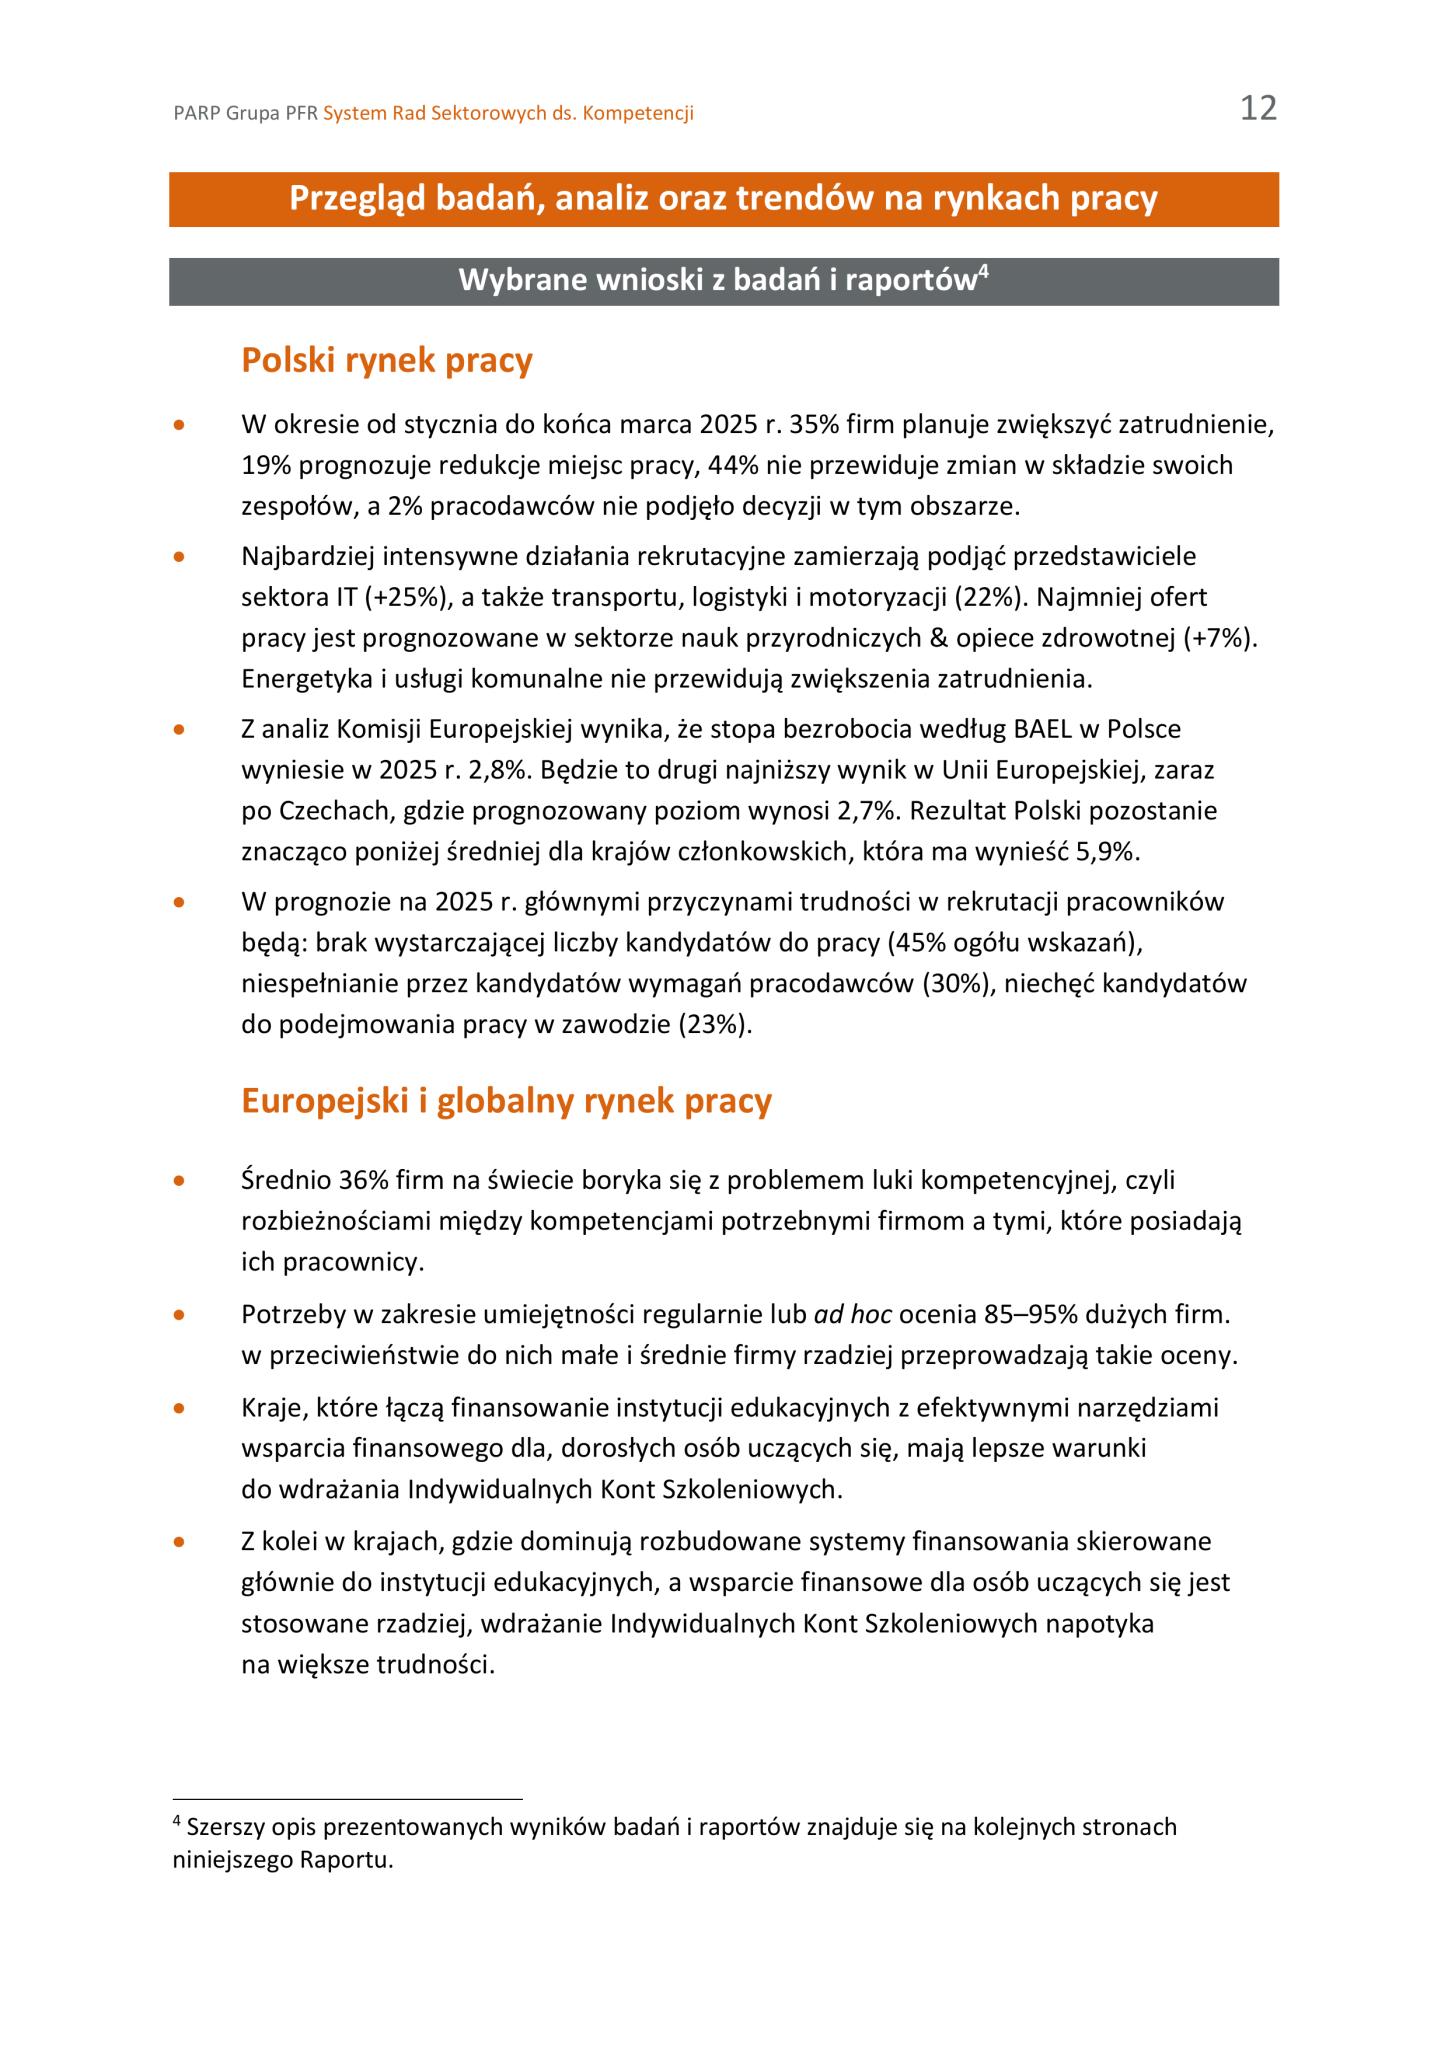 PARP Grupa PFR System Rad Sektorowych ds. Kompetencji 12
Przegląd badań, analiz oraz trendów na rynkach pracy
Wybrane wnioski z badań i raportów4
Polski rynek pracy
• W okresie od stycznia do końca marca 2025 r. 35% firm planuje zwiększyć zatrudnienie,
19% prognozuje redukcje miejsc pracy, 44% nie przewiduje zmian w składzie swoich
zespołów, a 2% pracodawców nie podjęło decyzji w tym obszarze.
• Najbardziej intensywne działania rekrutacyjne zamierzają podjąć przedstawiciele
sektora IT (+25%), a także transportu, logistyki i motoryzacji (22%). Najmniej ofert
pracy jest prognozowane w sektorze nauk przyrodniczych & opiece zdrowotnej (+7%).
Energetyka i usługi komunalne nie przewidują zwiększenia zatrudnienia.
• Z analiz Komisji Europejskiej wynika, że stopa bezrobocia według BAEL w Polsce
wyniesie w 2025 r. 2,8%. Będzie to drugi najniższy wynik w Unii Europejskiej, zaraz
po Czechach, gdzie prognozowany poziom wynosi 2,7%. Rezultat Polski pozostanie
znacząco poniżej średniej dla krajów członkowskich, która ma wynieść 5,9%.
• W prognozie na 2025 r. głównymi przyczynami trudności w rekrutacji pracowników
będą: brak wystarczającej liczby kandydatów do pracy (45% ogółu wskazań),
niespełnianie przez kandydatów wymagań pracodawców (30%), niechęć kandydatów
do podejmowania pracy w zawodzie (23%).
Europejski i globalny rynek pracy
• Średnio 36% firm na świecie boryka się z problemem luki kompetencyjnej, czyli
rozbieżnościami między kompetencjami potrzebnymi firmom a tymi, które posiadają
ich pracownicy.
• Potrzeby w zakresie umiejętności regularnie lub ad hoc ocenia 85–95% dużych firm.
w przeciwieństwie do nich małe i średnie firmy rzadziej przeprowadzają takie oceny.
• Kraje, które łączą finansowanie instytucji edukacyjnych z efektywnymi narzędziami
wsparcia finansowego dla, dorosłych osób uczących się, mają lepsze warunki
do wdrażania Indywidualnych Kont Szkoleniowych.
• Z kolei w krajach, gdzie dominują rozbudowane systemy finansowania skierowane
głównie do instytucji edukacyjnych, a wsparcie finansowe dla osób uczących się jest
stosowane rzadziej, wdrażanie Indywidualnych Kont Szkoleniowych napotyka
na większe trudności.
4 Szerszy opis prezentowanych wyników badań i raportów znajduje się na kolejnych stronach
niniejszego Raportu.